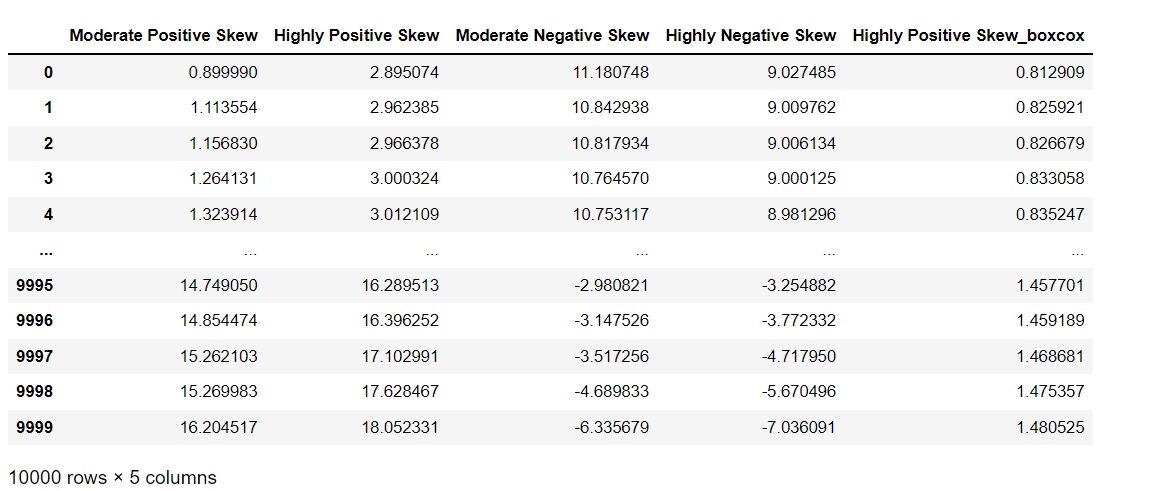 Moderate Positive Skew Highly Positive Skew Moderate Negative Skew Highly Negative Skew Highly Positive Skew_boxcox
0 0.899990 2.895074 11.180748 9.027485 0.812909
1 1.113554 2.962385 10.842938 9.009762 0.825921
2 1.156830 2.966378 10.817934 9.006134 0.826679
3 1.264131 3.000324 10.764570 9.000125 0.833058
4 1.323914 3.012109 10.753117 8.981296 0.835247
... ... ... ... ... ...
9995 14.749050 16.289513 -2.980821 -3.254882 1.457701
9996 14.854474 16.396252 -3.147526 -3.772332 1.459189
9997 15.262103 17.102991 -3.517256 -4.717950 1.468681
9998 15.269983 17.628467 -4.689833 -5.670496 1.475357
9999 16.204517 18.052331 -6.335679 -7.036091 1.480525
10000 rows × 5 columns